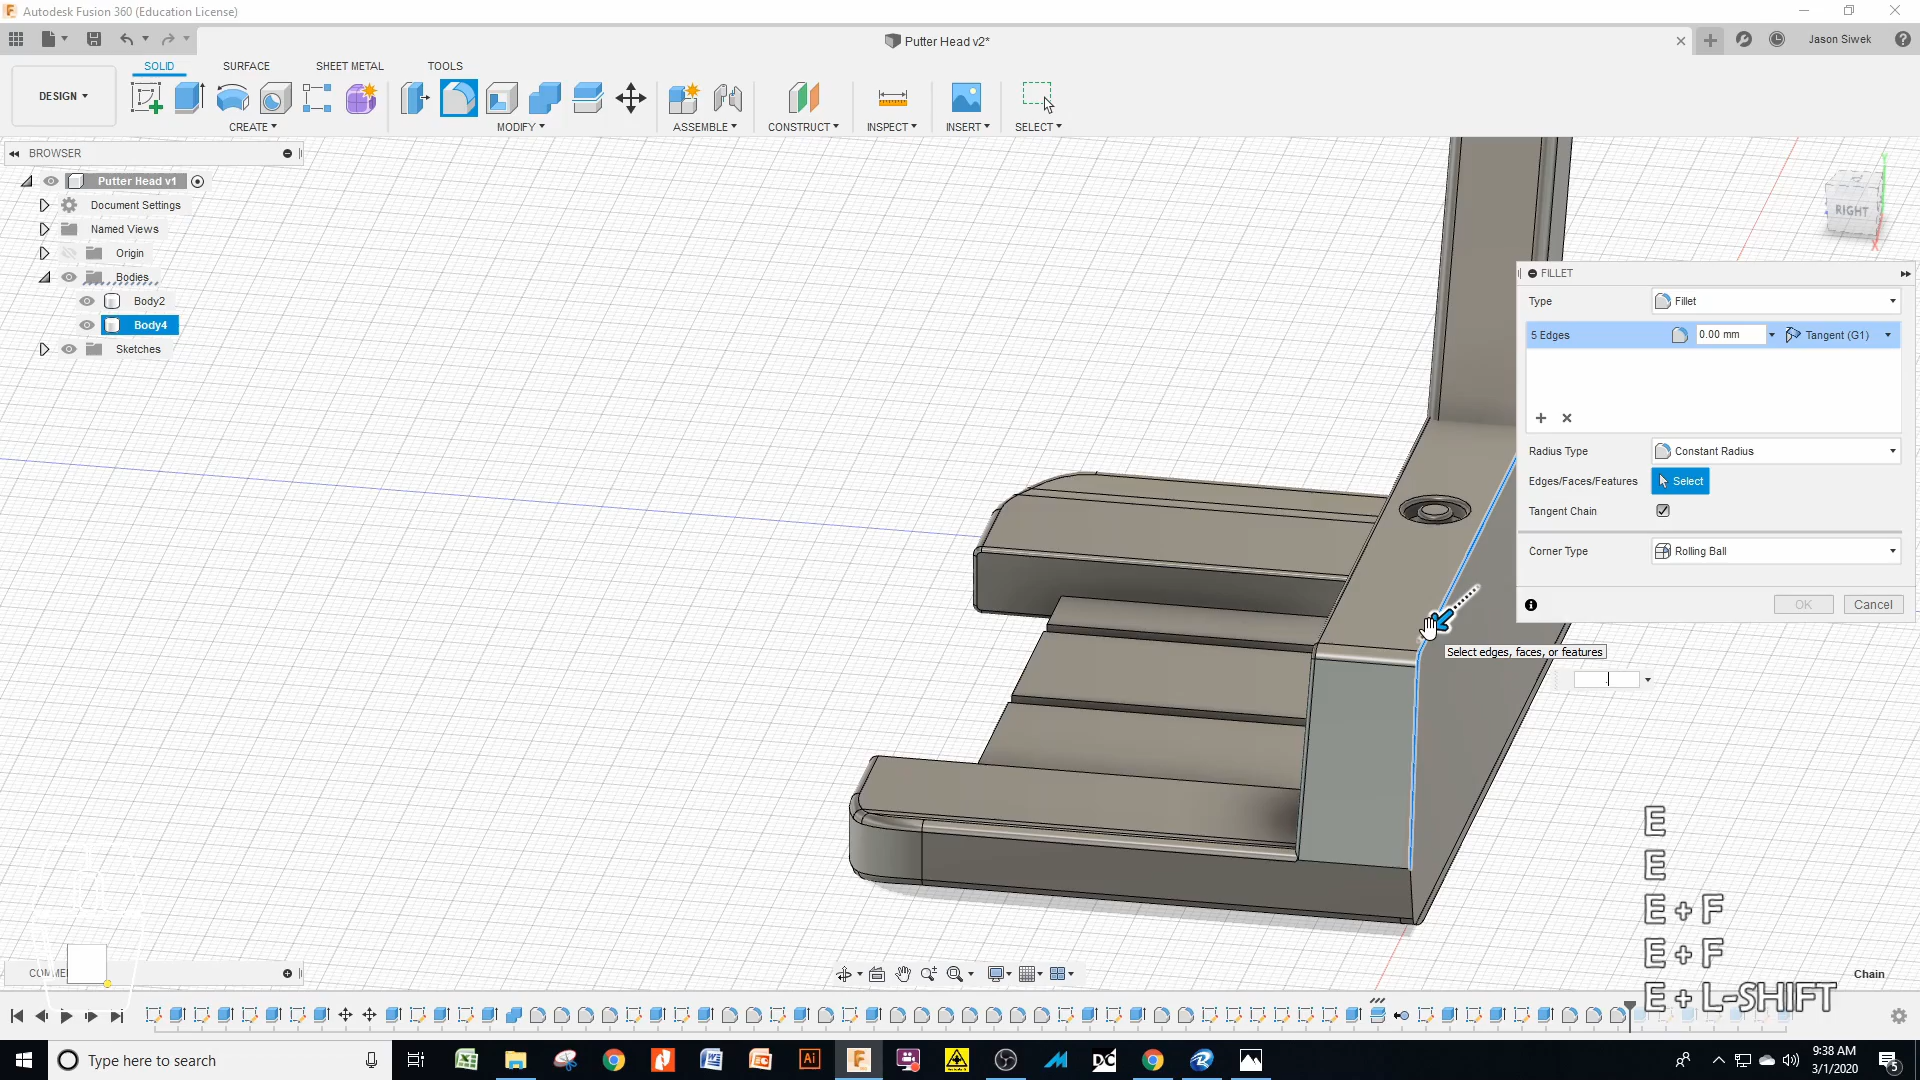 Autodesk Fusion 360 (Education License)
Putter Head v2*
Jason Siwek
SOLID SURFACE SHEET METAL TOOLS
DESIGN
CREATE MODIFY ASSEMBLE CONSTRUCT INSPECT INSERT SELECT
BROWSER
Putter Head v1
Document Settings
Named Views
Origin
Bodies
Body2
Body4
Sketches
RIGHT
FILLET
Type Fillet
5 Edges 0.00 mm Tangent (G1)
Radius Type Constant Radius
Edges/Faces/Features Select
Tangent Chain
Corner Type Rolling Ball
OK Cancel
Select edges, faces, or features
E
E
E + F
E + F
E + L-SHIFT
Chain
Type here to search
9:38 AM
3/1/2020
5